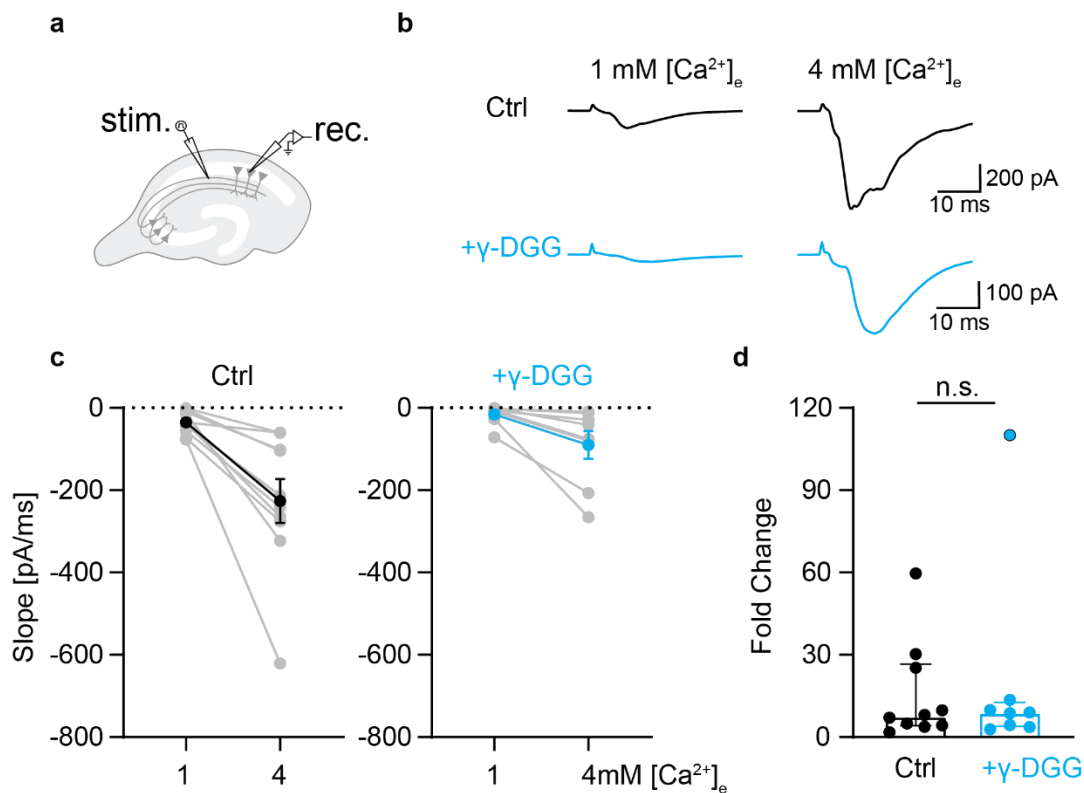 a
stim.
rec.
b
1 mM [Ca²⁺]ₑ
4 mM [Ca²⁺]ₑ
Ctrl
200 pA
10 ms
+γ-DGG
100 pA
10 ms
c
Ctrl
+γ-DGG
Slope [pA/ms]
0
-200
-400
-600
-800
1
4
0
-200
-400
-600
-800
1
4mM [Ca²⁺]ₑ
d
n.s.
Fold Change
120
90
60
30
0
Ctrl
+γ-DGG